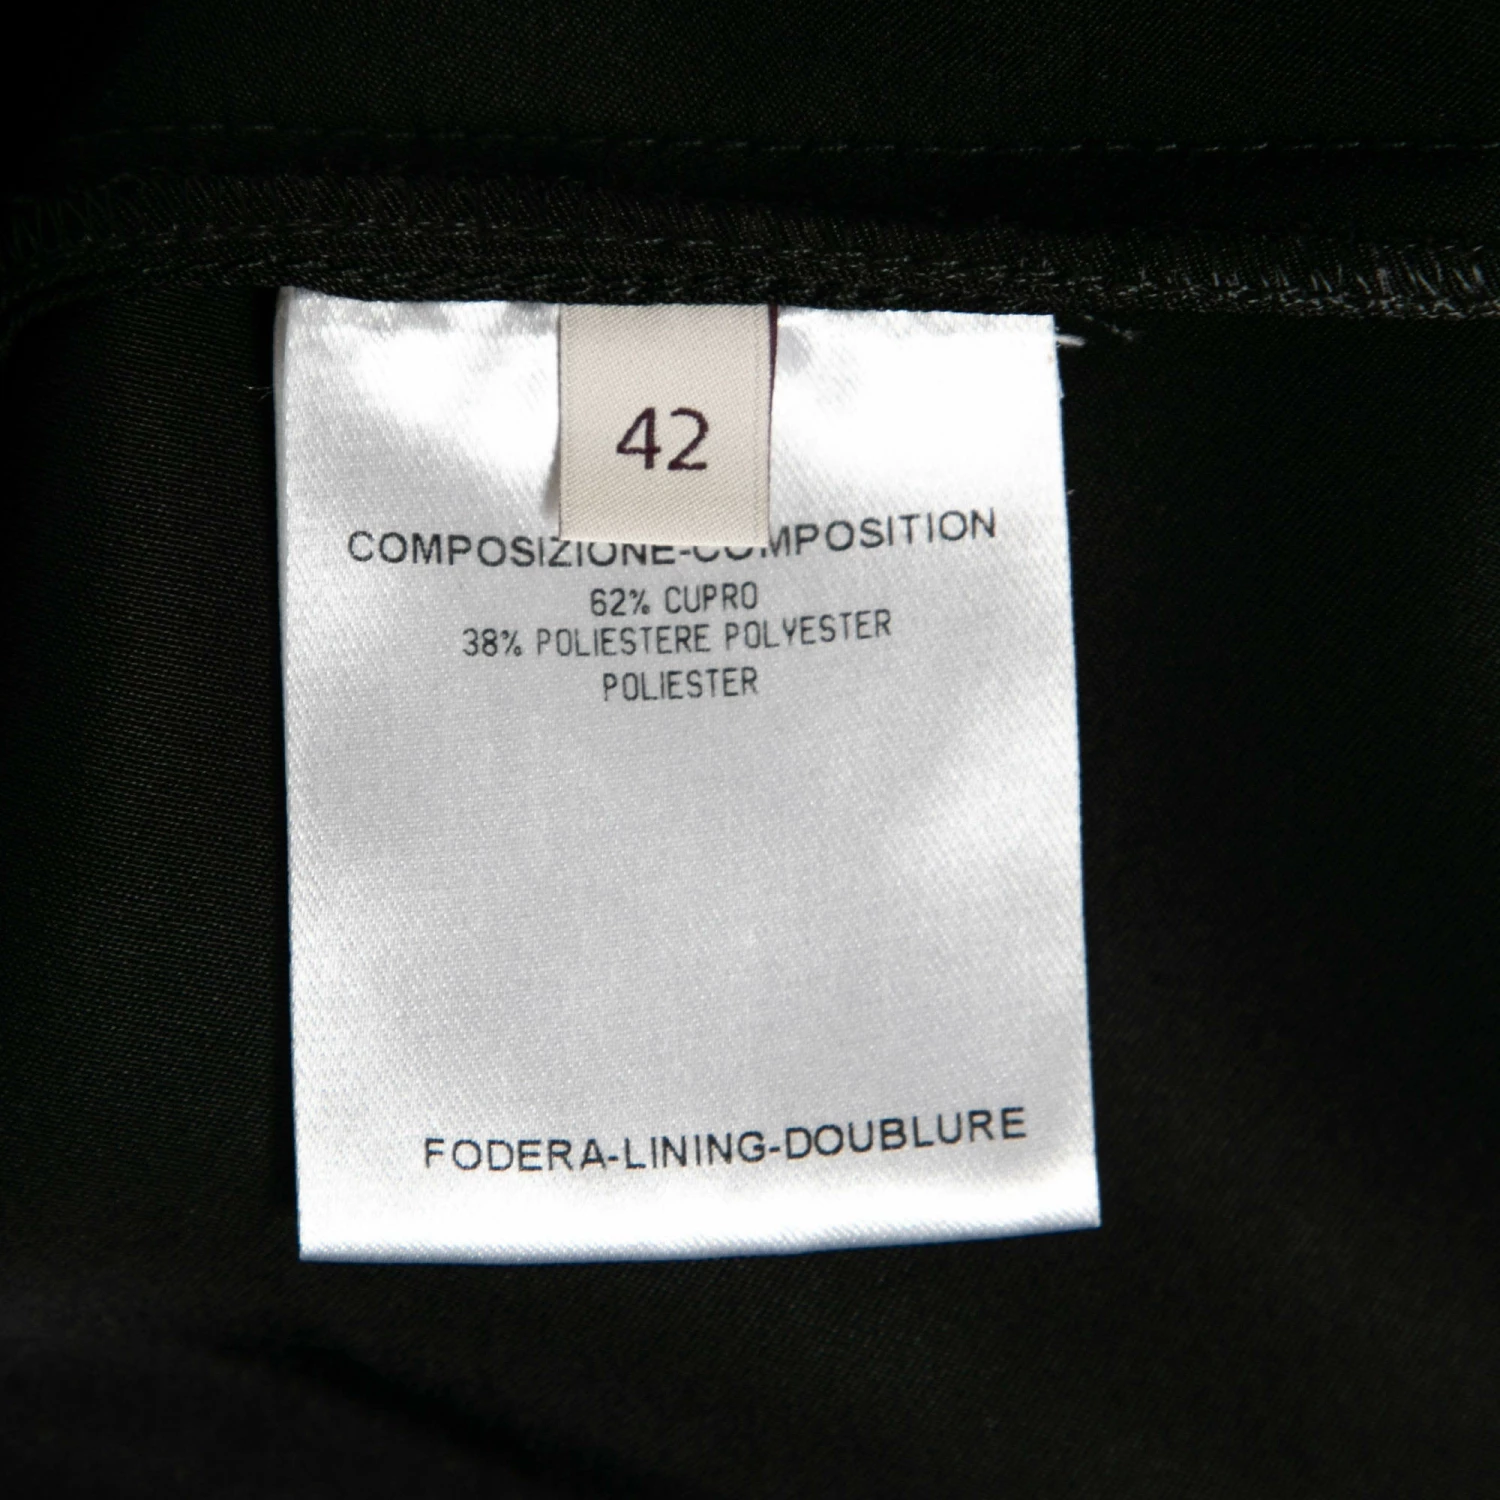 42
COMPOSIZIONE-COMPOSITION
62% CUPRO
38% POLIESTERE POLYESTER
POLIESTER
FODERA-LINING-DOUBLURE